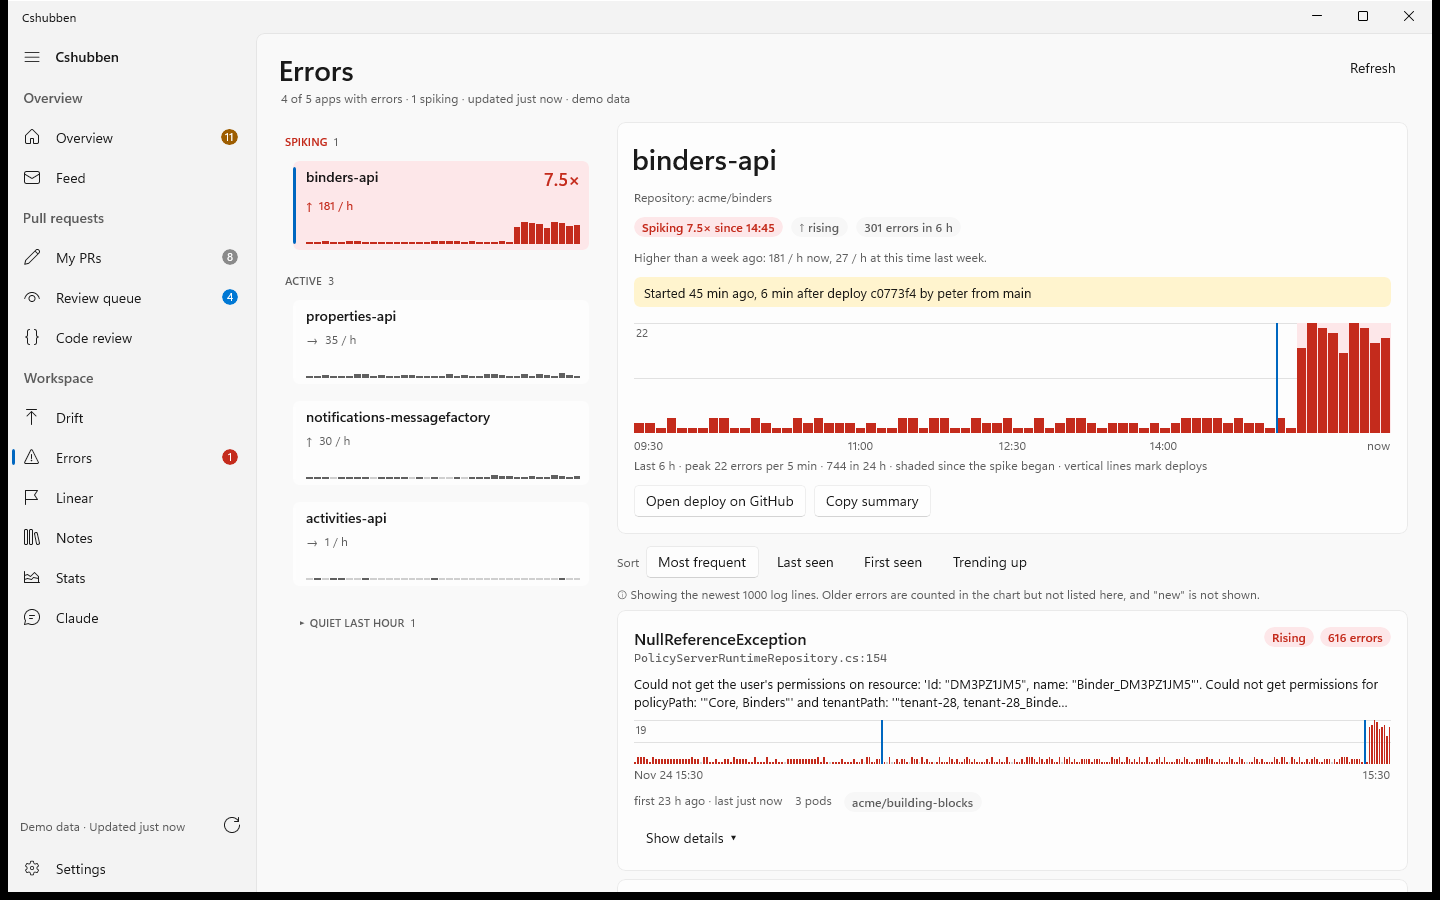 Cshubben
Cshubben
Overview
Overview 11
Feed
Pull requests
My PRs 8
Review queue 4
Code review
Workspace
Drift
Errors 1
Linear
Notes
Stats
Claude
Demo data · Updated just now
Settings
Errors
Refresh
4 of 5 apps with errors · 1 spiking · updated just now · demo data
SPIKING 1
binders-api 7.5×
↑ 181 / h
ACTIVE 3
properties-api
→ 35 / h
notifications-messagefactory
↑ 30 / h
activities-api
→ 1 / h
▸ QUIET LAST HOUR 1
binders-api
Repository: acme/binders
Spiking 7.5× since 14:45 ↑ rising 301 errors in 6 h
Higher than a week ago: 181 / h now, 27 / h at this time last week.
Started 45 min ago, 6 min after deploy c0773f4 by peter from main
22
09:30 11:00 12:30 14:00 now
Last 6 h · peak 22 errors per 5 min · 744 in 24 h · shaded since the spike began · vertical lines mark deploys
Open deploy on GitHub Copy summary
Sort Most frequent Last seen First seen Trending up
ⓘ Showing the newest 1000 log lines. Older errors are counted in the chart but not listed here, and "new" is not shown.
NullReferenceException Rising 616 errors
PolicyServerRuntimeRepository.cs:154
Could not get the user's permissions on resource: 'Id: "DM3PZ1JM5", name: "Binder_DM3PZ1JM5"'. Could not get permissions for
policyPath: '"Core, Binders"' and tenantPath: '"tenant-28, tenant-28_Binde...
19
Nov 24 15:30 15:30
first 23 h ago · last just now 3 pods acme/building-blocks
Show details ▾